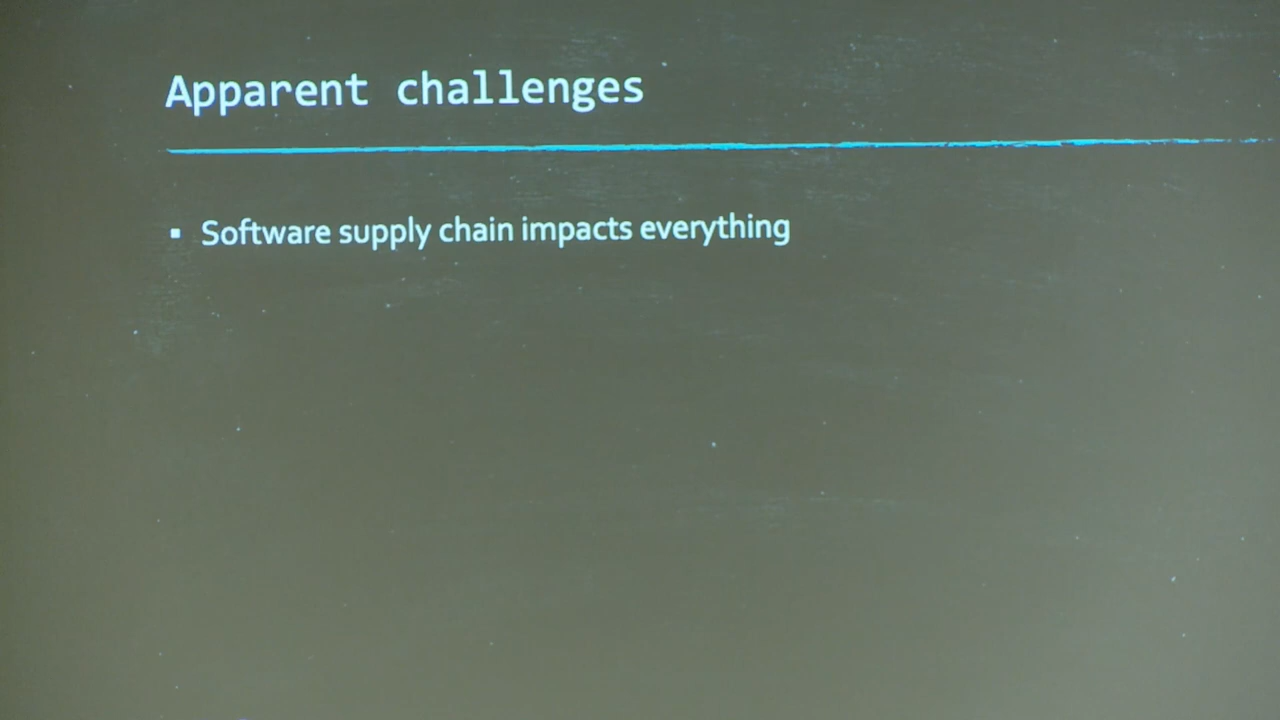 Apparent challenges
▪ Software supply chain impacts everything